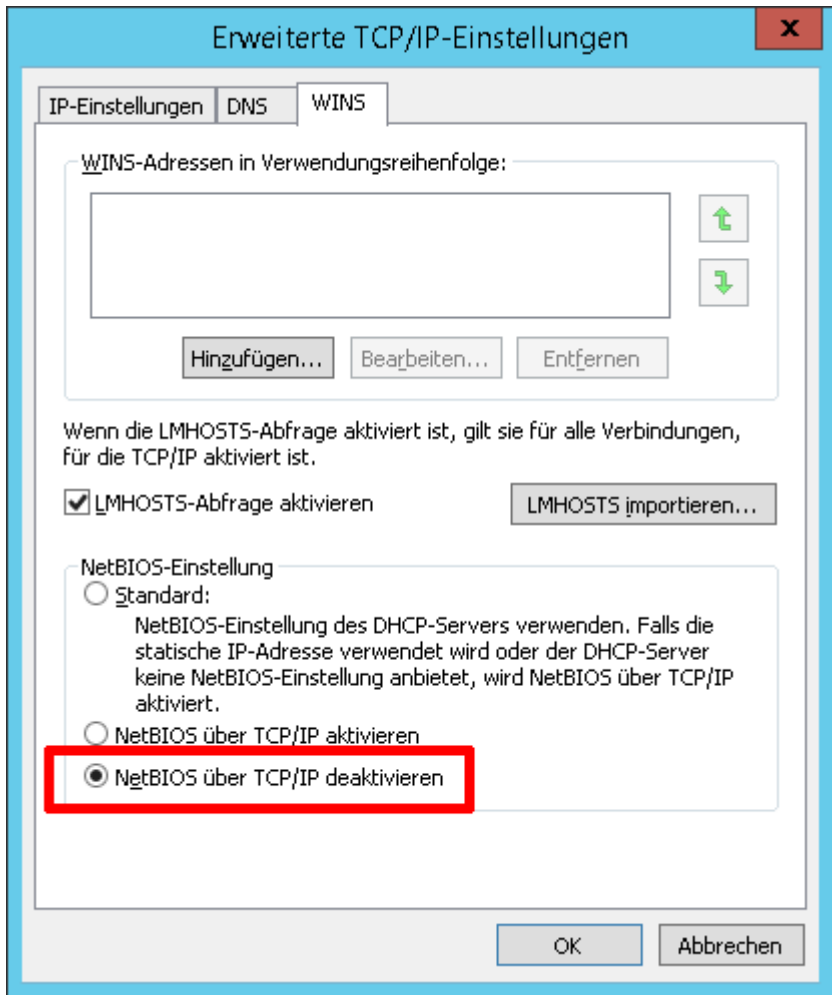 Erweiterte TCP/IP-Einstellungen
x
IP-Einstellungen DNS WINS
WINS-Adressen in Verwendungsreihenfolge:
Hinzufügen... Bearbeiten... Entfernen
Wenn die LMHOSTS-Abfrage aktiviert ist, gilt sie für alle Verbindungen,
für die TCP/IP aktiviert ist.
LMHOSTS-Abfrage aktivieren LMHOSTS importieren...
NetBIOS-Einstellung
Standard:
NetBIOS-Einstellung des DHCP-Servers verwenden. Falls die
statische IP-Adresse verwendet wird oder der DHCP-Server
keine NetBIOS-Einstellung anbietet, wird NetBIOS über TCP/IP
aktiviert.
NetBIOS über TCP/IP aktivieren
NetBIOS über TCP/IP deaktivieren
OK Abbrechen